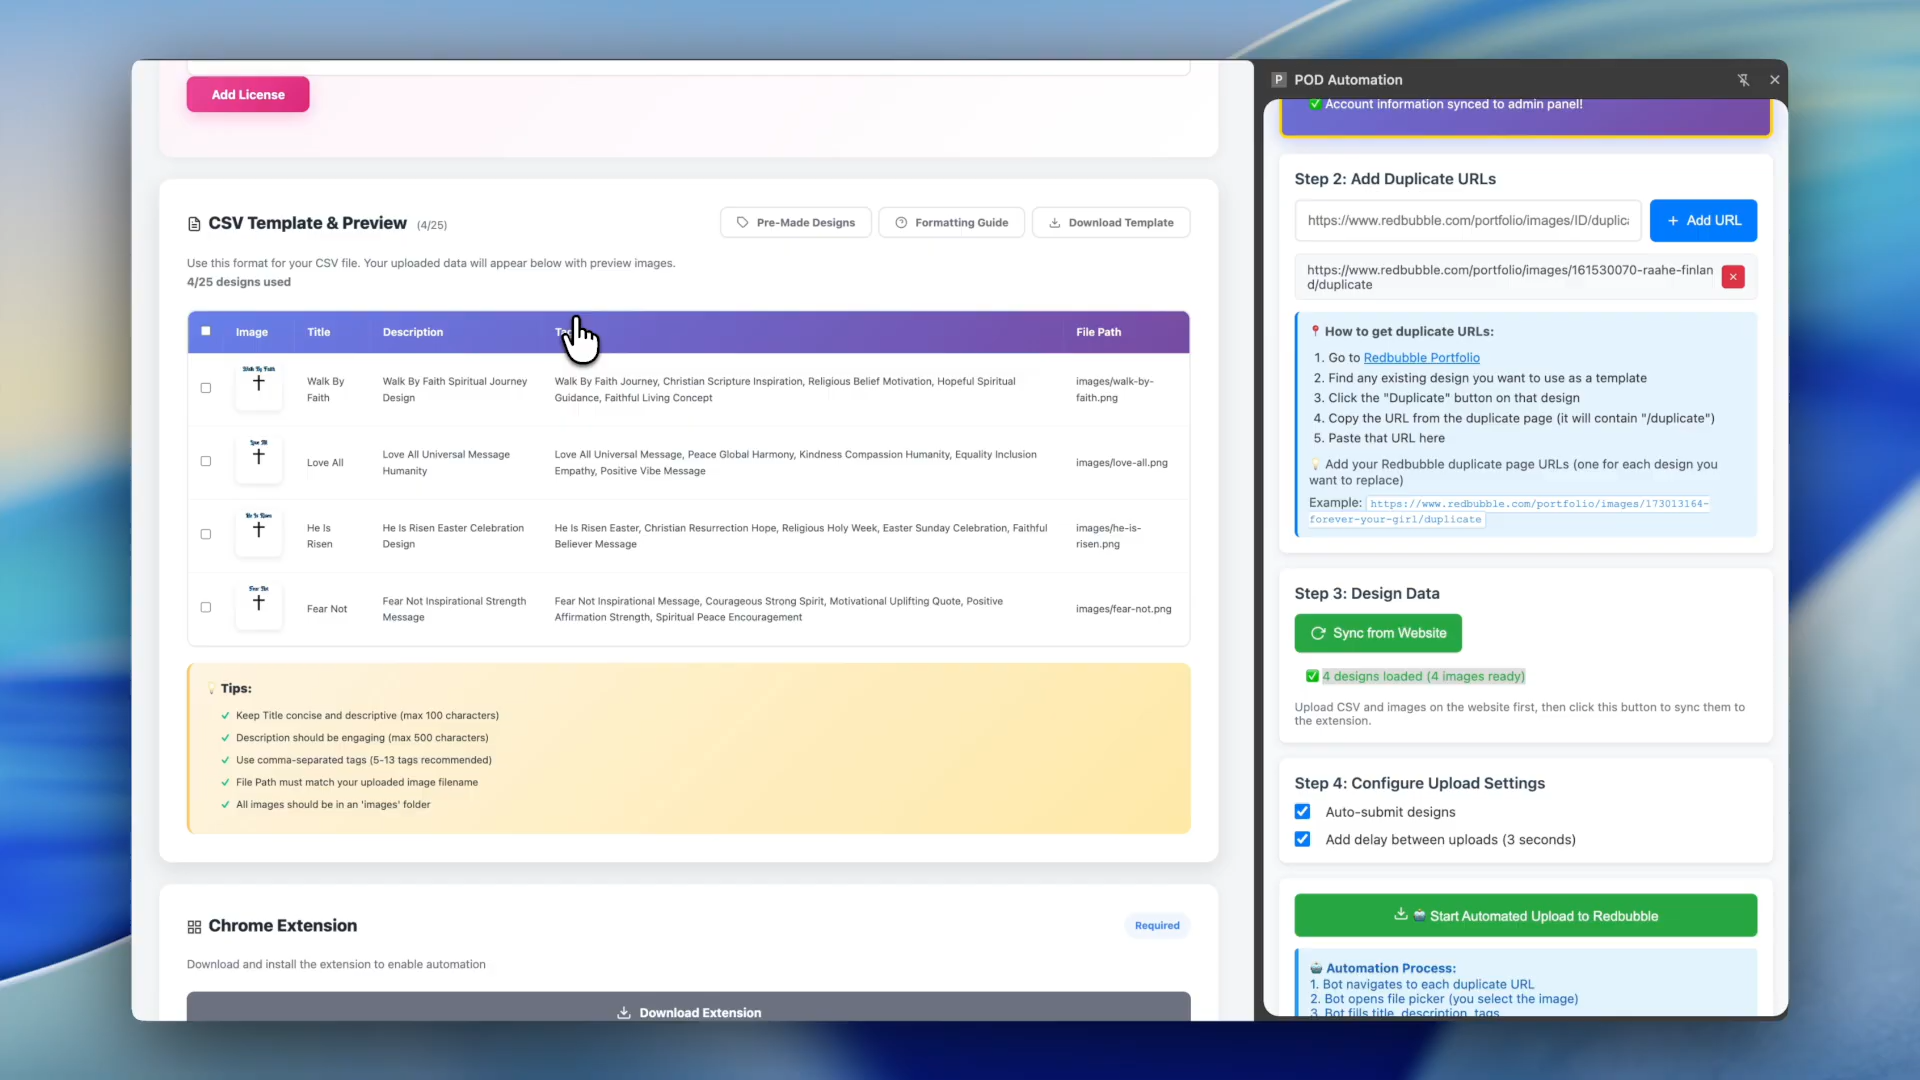 Add License
CSV Template & Preview (4/25)
Pre-Made Designs
Formatting Guide
Download Template
Use this format for your CSV file. Your uploaded data will appear below with preview images.
4/25 designs used
Image Title Description File Path
Walk By Faith
Walk By
Faith
Walk By Faith Spiritual Journey
Design
Walk By Faith Journey, Christian Scripture Inspiration, Religious Belief Motivation, Hopeful Spiritual
Guidance, Faithful Living Concept
images/walk-by-
faith.png
Love All
Love All
Love All Universal Message
Humanity
Love All Universal Message, Peace Global Harmony, Kindness Compassion Humanity, Equality Inclusion
Empathy, Positive Vibe Message
images/love-all.png
He Is Risen
He Is
Risen
He Is Risen Easter Celebration
Design
He Is Risen Easter, Christian Resurrection Hope, Religious Holy Week, Easter Sunday Celebration, Faithful
Believer Message
images/he-is-
risen.png
Fear Not
Fear Not
Fear Not Inspirational Strength
Message
Fear Not Inspirational Message, Courageous Strong Spirit, Motivational Uplifting Quote, Positive
Affirmation Strength, Spiritual Peace Encouragement
images/fear-not.png
Tips:
✓ Keep Title concise and descriptive (max 100 characters)
✓ Description should be engaging (max 500 characters)
✓ Use comma-separated tags (5-13 tags recommended)
✓ File Path must match your uploaded image filename
✓ All images should be in an 'images' folder
Chrome Extension
Required
Download and install the extension to enable automation
Download Extension
P POD Automation
✅ Account information synced to admin panel!
Step 2: Add Duplicate URLs
https://www.redbubble.com/portfolio/images/ID/duplic
+ Add URL
https://www.redbubble.com/portfolio/images/161530070-raahe-finlan
d/duplicate
📍 How to get duplicate URLs:
1. Go to Redbubble Portfolio
2. Find any existing design you want to use as a template
3. Click the "Duplicate" button on that design
4. Copy the URL from the duplicate page (it will contain "/duplicate")
5. Paste that URL here
💡 Add your Redbubble duplicate page URLs (one for each design you
want to replace)
Example: https://www.redbubble.com/portfolio/images/173013164-
forever-your-girl/duplicate
Step 3: Design Data
Sync from Website
✅ 4 designs loaded (4 images ready)
Upload CSV and images on the website first, then click this button to sync them to
the extension.
Step 4: Configure Upload Settings
Auto-submit designs
Add delay between uploads (3 seconds)
🤖 Start Automated Upload to Redbubble
🤖 Automation Process:
1. Bot navigates to each duplicate URL
2. Bot opens file picker (you select the image)
3. Bot fills title, description, tags